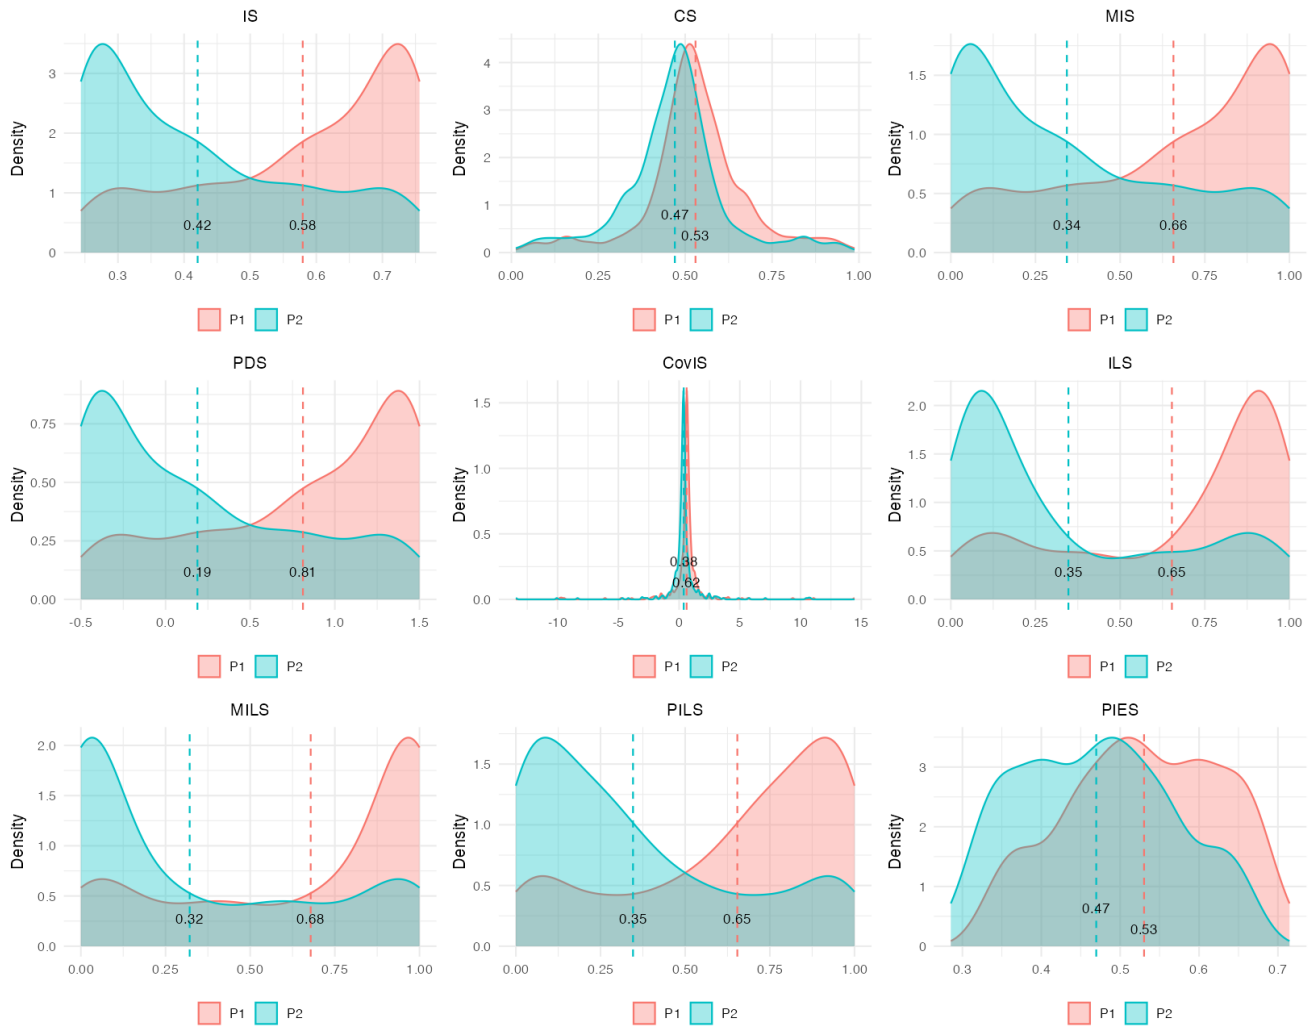 IS
Density
3
2
1
0
0.42
0.58
0.3
0.4
0.5
0.6
0.7
P1
P2
CS
Density
4
3
2
1
0
0.47
0.53
0.00
0.25
0.50
0.75
1.00
P1
P2
MIS
Density
1.5
1.0
0.5
0.0
0.34
0.66
0.00
0.25
0.50
0.75
1.00
P1
P2
PDS
Density
0.75
0.50
0.25
0.00
0.19
0.81
-0.5
0.0
0.5
1.0
1.5
P1
P2
CovIS
Density
1.5
1.0
0.5
0.0
0.38
0.62
-10
-5
0
5
10
15
P1
P2
ILS
Density
2.0
1.5
1.0
0.5
0.0
0.35
0.65
0.00
0.25
0.50
0.75
1.00
P1
P2
MILS
Density
2.0
1.5
1.0
0.5
0.0
0.32
0.68
0.00
0.25
0.50
0.75
1.00
P1
P2
PILS
Density
1.5
1.0
0.5
0.0
0.35
0.65
0.00
0.25
0.50
0.75
1.00
P1
P2
PIES
Density
3
2
1
0
0.47
0.53
0.3
0.4
0.5
0.6
0.7
P1
P2